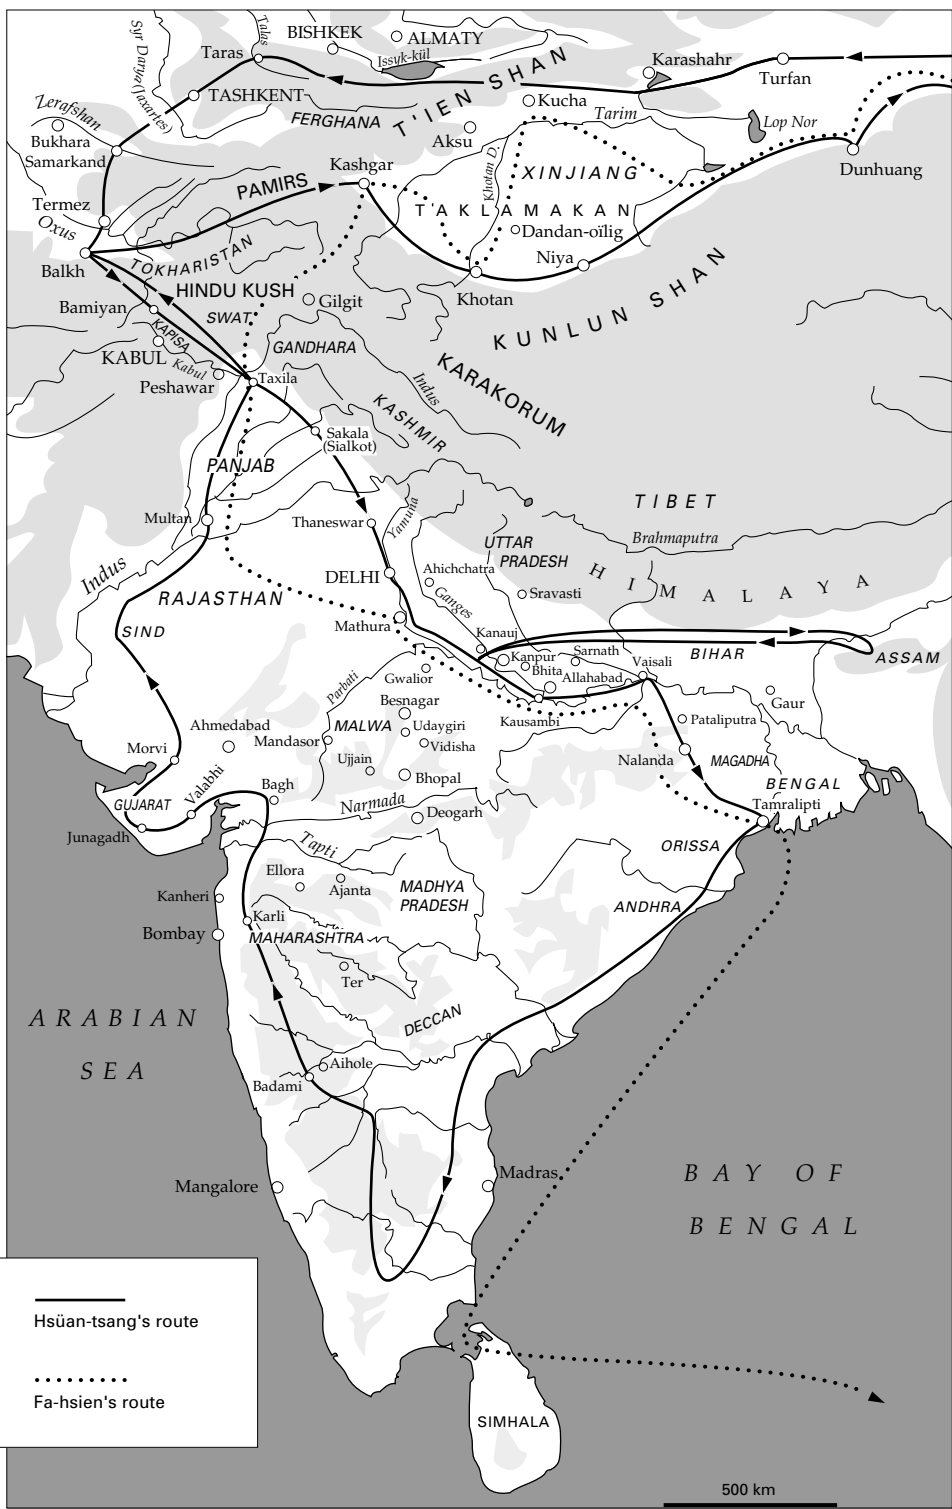 BISHKEK
ALMATY
Talas
Taras
Issyk-kül
Karashahr
Turfan
Syr Darya (Jaxartes)
TASHKENT
T'IEN SHAN
Kucha
Tarim
Lop Nor
Zerafshan
FERGHANA
Bukhara
Samarkand
Aksu
Dunhuang
Kashgar
Khotan D.
XINJIANG
PAMIRS
Termez
T'AKLAMAKAN
Oxus
Dandan-oïlig
TOKHARISTAN
Niya
Balkh
HINDU KUSH
Khotan
KUNLUN SHAN
Bamiyan
SWAT
Gilgit
KAPISA
GANDHARA
KABUL
Kabul
KARAKORUM
Peshawar
Taxila
Indus
KASHMIR
Sakala
(Sialkot)
PANJAB
TIBET
Multan
Thaneswar
Yamuna
Brahmaputra
UTTAR
PRADESH
Indus
DELHI
Ahichchatra
HIMALAYA
Ganges
Sravasti
RAJASTHAN
Mathura
SIND
Kanauj
Kanpur
Sarnath
Vaisali
BIHAR
ASSAM
Bhita
Allahabad
Gwalior
Parbati
Besnagar
Kausambi
Gaur
Ahmedabad
MALWA
Udaygiri
Pataliputra
Mandasor
Vidisha
Morvi
Ujjain
Nalanda
MAGADHA
Bhopal
BENGAL
Valabhi
Bagh
GUJARAT
Narmada
Deogarh
Tamralipti
Junagadh
Tapti
ORISSA
Ellora
Ajanta
MADHYA
PRADESH
Kanheri
ANDHRA
Karli
Bombay
MAHARASHTRA
Ter
ARABIAN
SEA
DECCAN
Aihole
Badami
Mangalore
Madras
BAY OF
BENGAL
Hsüan-tsang's route
Fa-hsien's route
SIMHALA
500 km